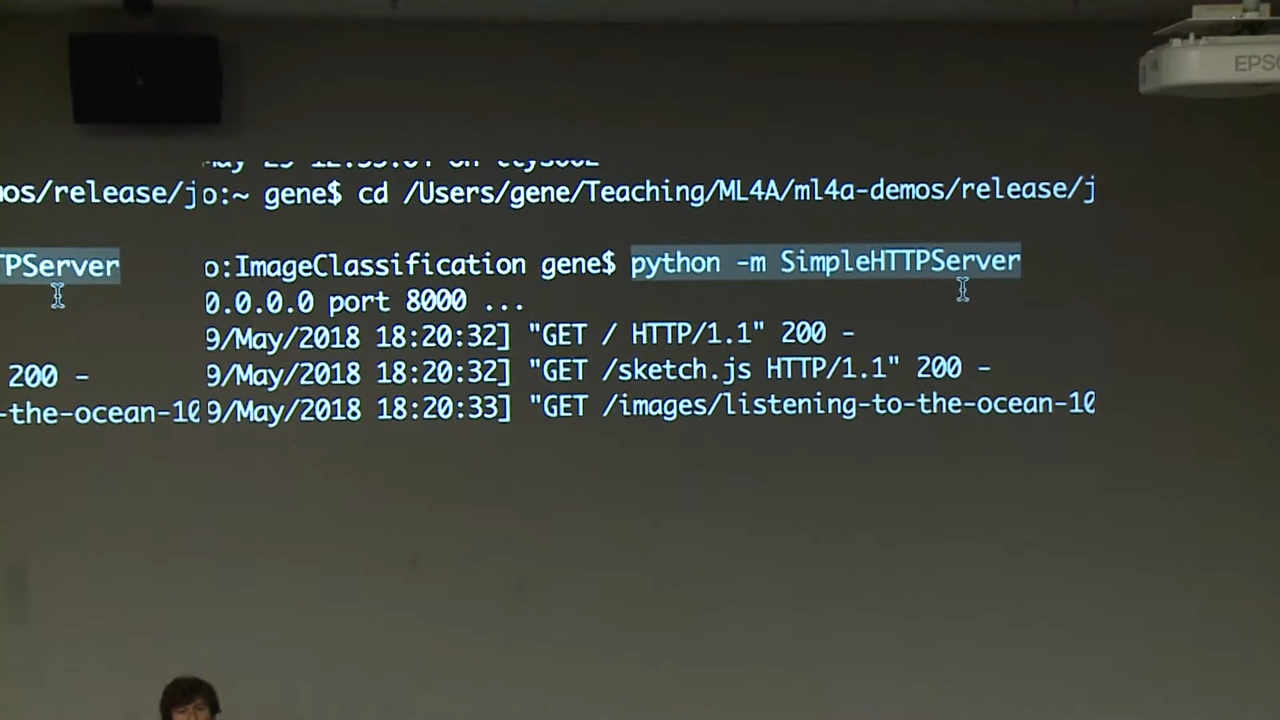 EPSO
o:~ gene$ cd /Users/gene/Teaching/ML4A/ml4a-demos/release/j
o:ImageClassification gene$ python -m SimpleHTTPServer
0.0.0.0 port 8000 ...
9/May/2018 18:20:32] "GET / HTTP/1.1" 200 -
9/May/2018 18:20:32] "GET /sketch.js HTTP/1.1" 200 -
9/May/2018 18:20:33] "GET /images/listening-to-the-ocean-10
os/release/j
TPServer
200 -
-the-ocean-10